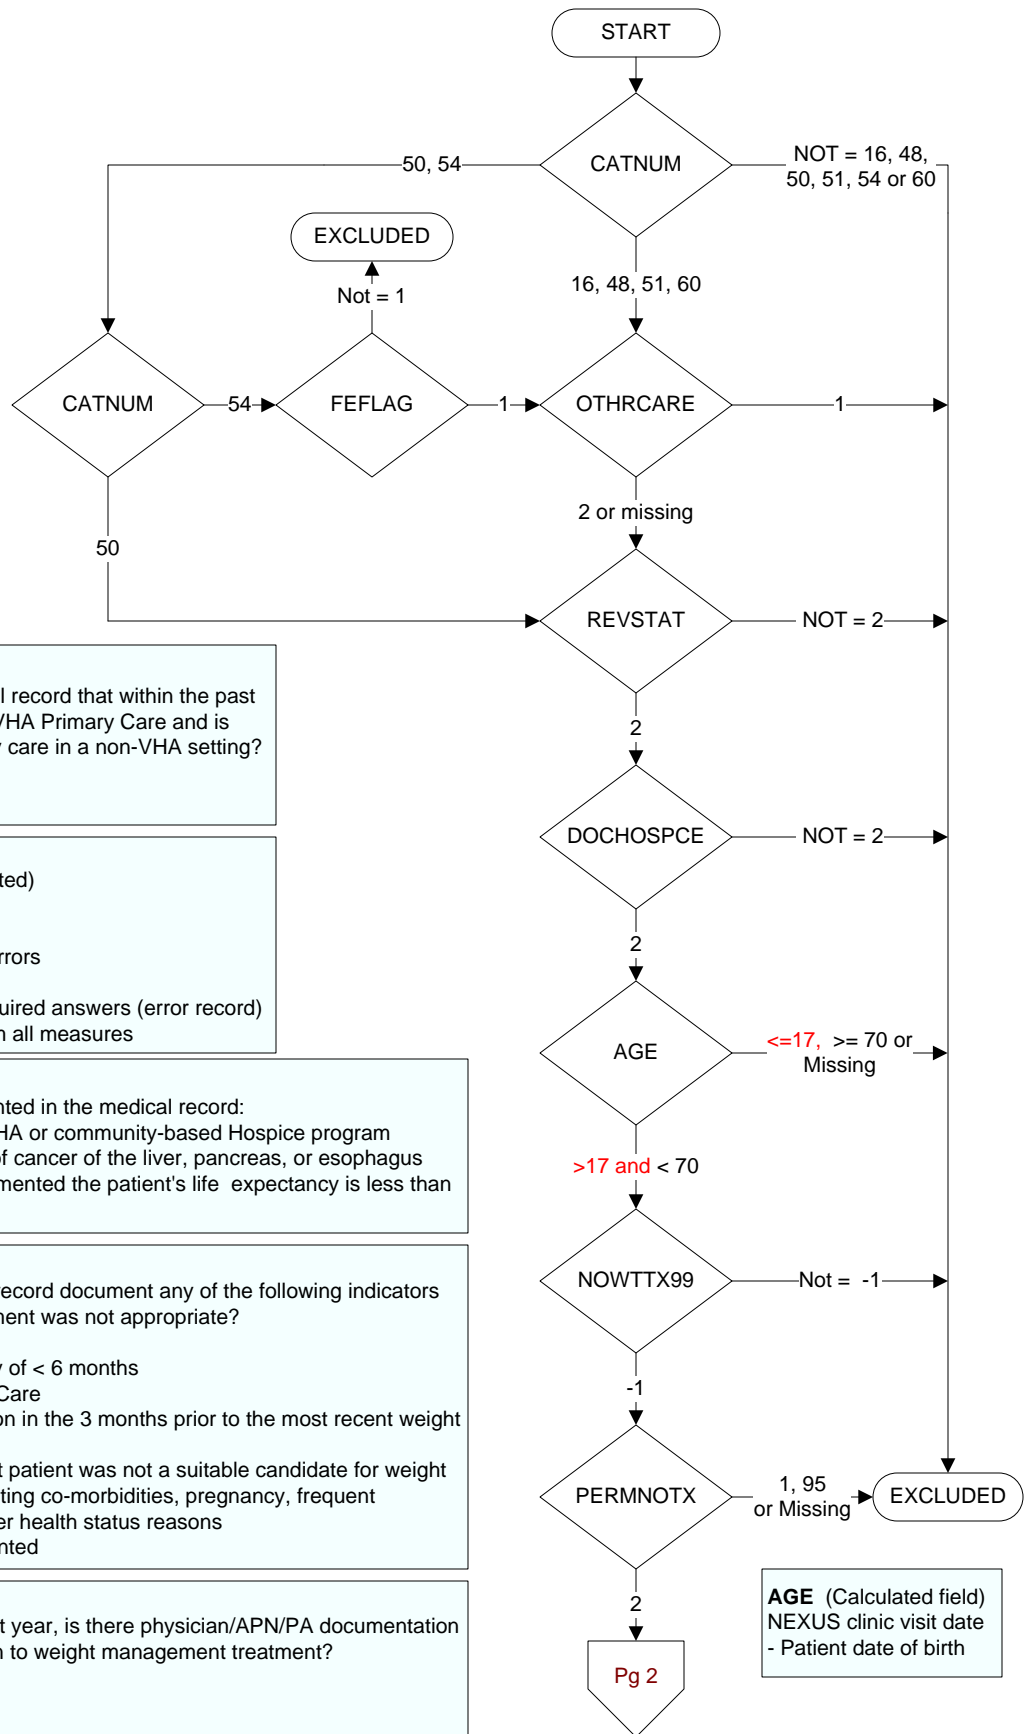 START
CATNUM
50, 54
NOT = 16, 48,
50, 51, 54 or 60
EXCLUDED
16, 48, 51, 60
Not = 1
CATNUM
54
FEFLAG
1
OTHRCARE
1
2 or missing
50
REVSTAT
NOT = 2
2
l record that within the past
VHA Primary Care and is
care in a non-VHA setting?
DOCHOSPCE
NOT = 2
2
ted)
rrors
uired answers (error record)
n all measures
AGE
<=17, >= 70 or
Missing
>17 and < 70
nted in the medical record:
HA or community-based Hospice program
of cancer of the liver, pancreas, or esophagus
mented the patient's life expectancy is less than
NOWTTX99
Not = -1
-1
record document any of the following indicators
ment was not appropriate?
y of < 6 months
Care
on in the 3 months prior to the most recent weight
t patient was not a suitable candidate for weight
ting co-morbidities, pregnancy, frequent
er health status reasons
nted
PERMNOTX
1, 95
or Missing
EXCLUDED
2
Pg 2
AGE (Calculated field)
NEXUS clinic visit date
- Patient date of birth
t year, is there physician/APN/PA documentation
n to weight management treatment?